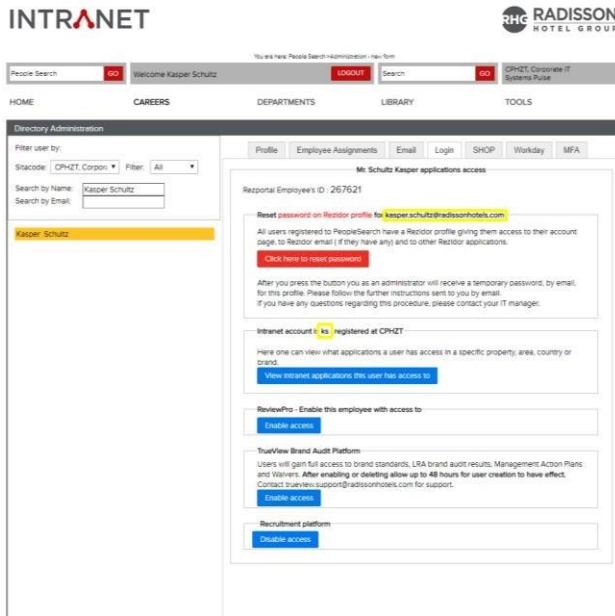 INTRANET
RHG RADISSON
HOTEL GROUP
You are here: People Search >Administration > new form
People Search GO Welcome Kasper Schultz LOGOUT Search GO CPHZT, Corporate IT
Systems Pulse
HOME CAREERS DEPARTMENTS LIBRARY TOOLS
Directory Administration
Filter user by:
Sitacode: CPHZT, Corpor Filter: All
Search by Name: Kasper Schultz
Search by Email:
Kasper Schultz
Profile Employee Assignments Email Login SHOP Workday MFA
Mr. Schultz Kasper applications access
Rezportal Employee's ID : 267621
Reset password on Rezidor profile for kasper.schultz@radissonhotels.com
All users registered to PeopleSearch have a Rezidor profile giving them access to their account
page, to Rezidor email ( if they have any) and to other Rezidor applications.
Click here to reset password
After you press the button you as an administrator will receive a temporary password, by email,
for this profile. Please follow the further instructions sent to you by email.
If you have any questions regarding this procedure, please contact your IT manager.
Intranet account is ks registered at CPHZT
Here one can view what applications a user has access in a specific property, area, country or
brand.
View intranet applications this user has access to
ReviewPro - Enable this employee with access to
Enable access
TrueView Brand Audit Platform
Users will gain full access to brand standards, LRA brand audit results, Management Action Plans
and Waivers. After enabling or deleting allow up to 48 hours for user creation to have effect.
Contact trueview.support@radissonhotels.com for support.
Enable access
Recruitment platform
Disable access